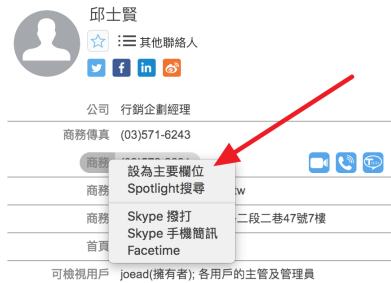 邱士賢
其他聯絡人
公司 行銷企劃經理
商務傳真 (03)571-6243
商務
設為主要欄位
Spotlight搜尋
商務 tw
Skype 撥打
商務 二段二巷47號7樓
Skype 手機簡訊
首頁
Facetime
可檢視用戶 joead(擁有者); 各用戶的主管及管理員